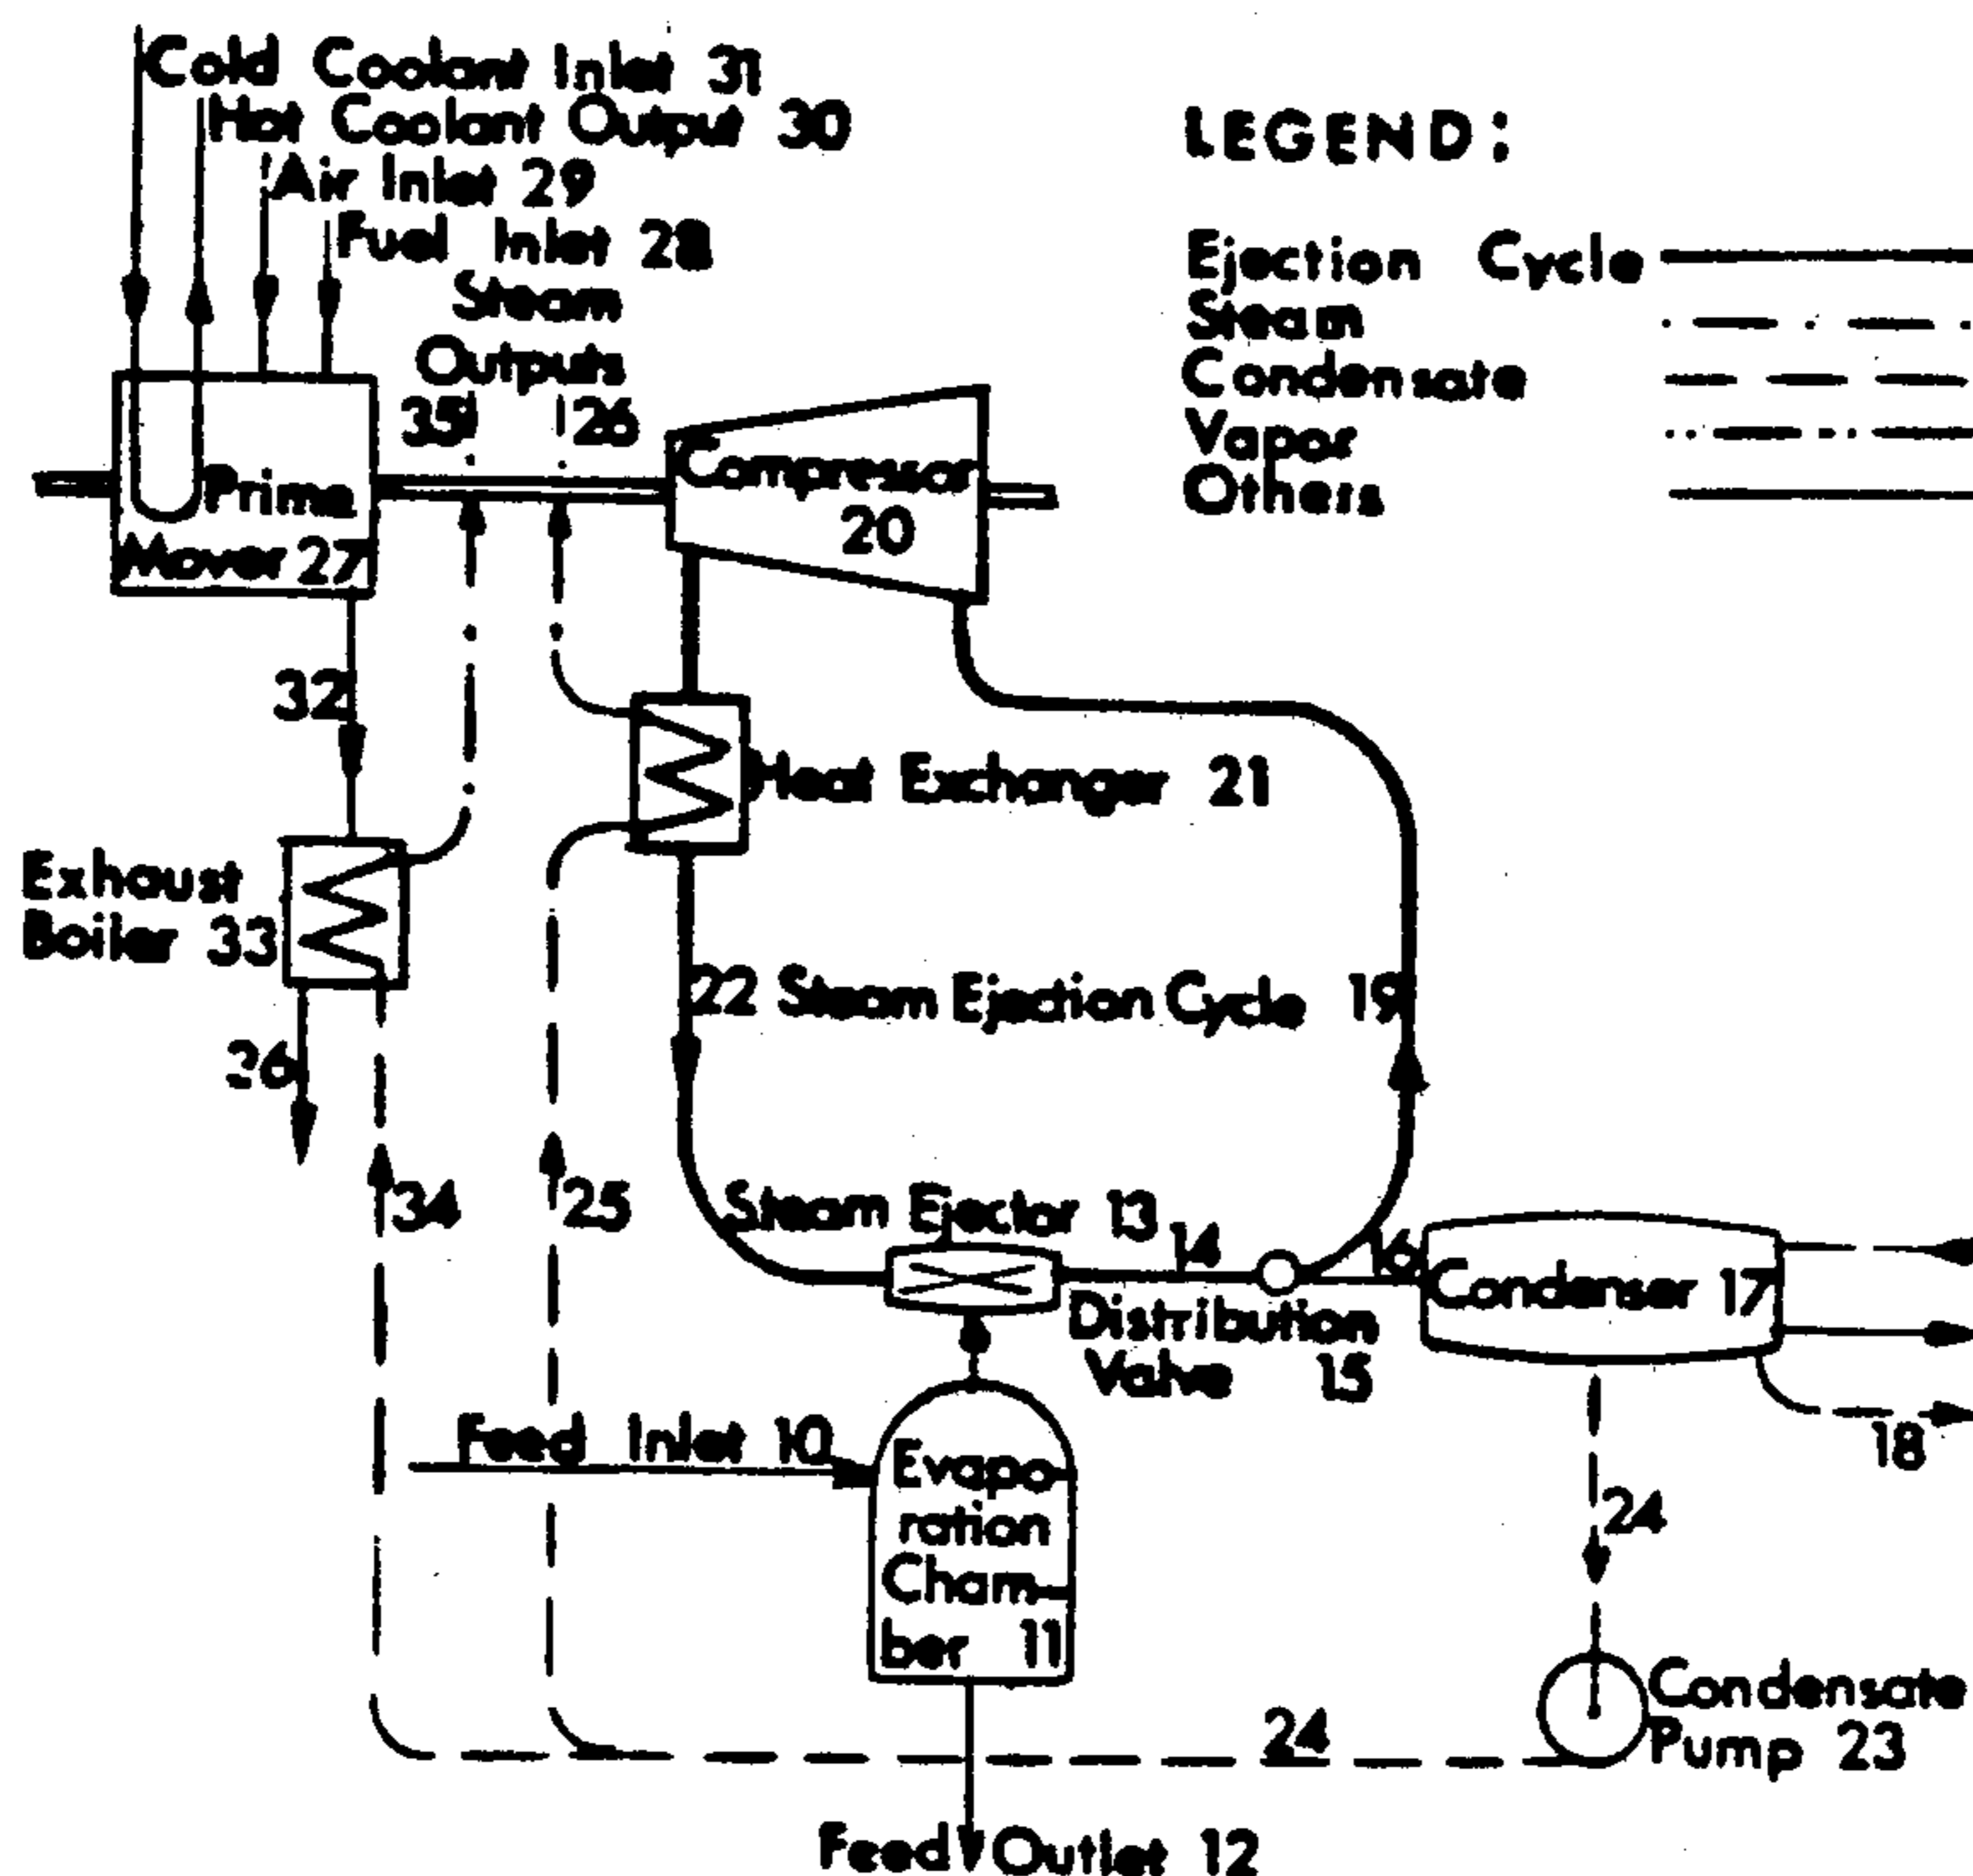 Cold Coolant Inlet 31
Hot Coolant Output 30
Air Inlet 29
Fuel Inlet 28
Steam
Outputs
35 26
LEGEND:
Ejection Cycle
Steam
Condensate
Vapor
Others
Prime
Mover 27
Compressor
20
32
Heat Exchanger 21
Exhaust
Boiler 33
22 Steam Ejection Cycle 19
36
34
25
Steam Ejector 13
14
16
Condenser 17
Distribution
Valve 15
18
Feed Inlet 10
Evapo-
ration
Cham-
ber 11
24
Condensate
Pump 23
24
Feed Outlet 12